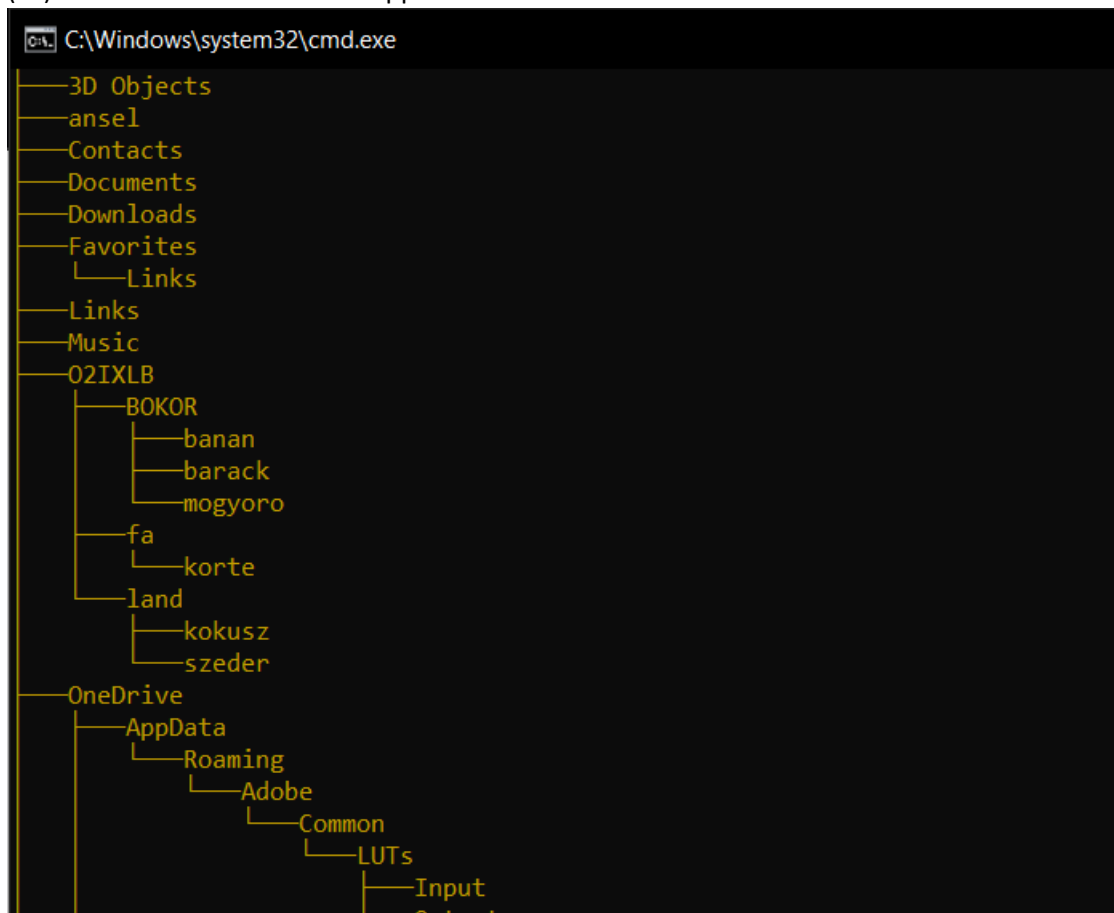 C:\Windows\system32\cmd.exe
├───3D Objects
├───ansel
├───Contacts
├───Documents
├───Downloads
├───Favorites
│   └───Links
├───Links
├───Music
├───O2IXLB
│   ├───BOKOR
│   │   ├───banan
│   │   ├───barack
│   │   └───mogyoro
│   ├───fa
│   │   └───korte
│   └───land
│       ├───kokusz
│       └───szeder
├───OneDrive
│   ├───AppData
│   │   └───Roaming
│   │       └───Adobe
│   │           └───Common
│   │               └───LUTs
│   │                   ├───Input